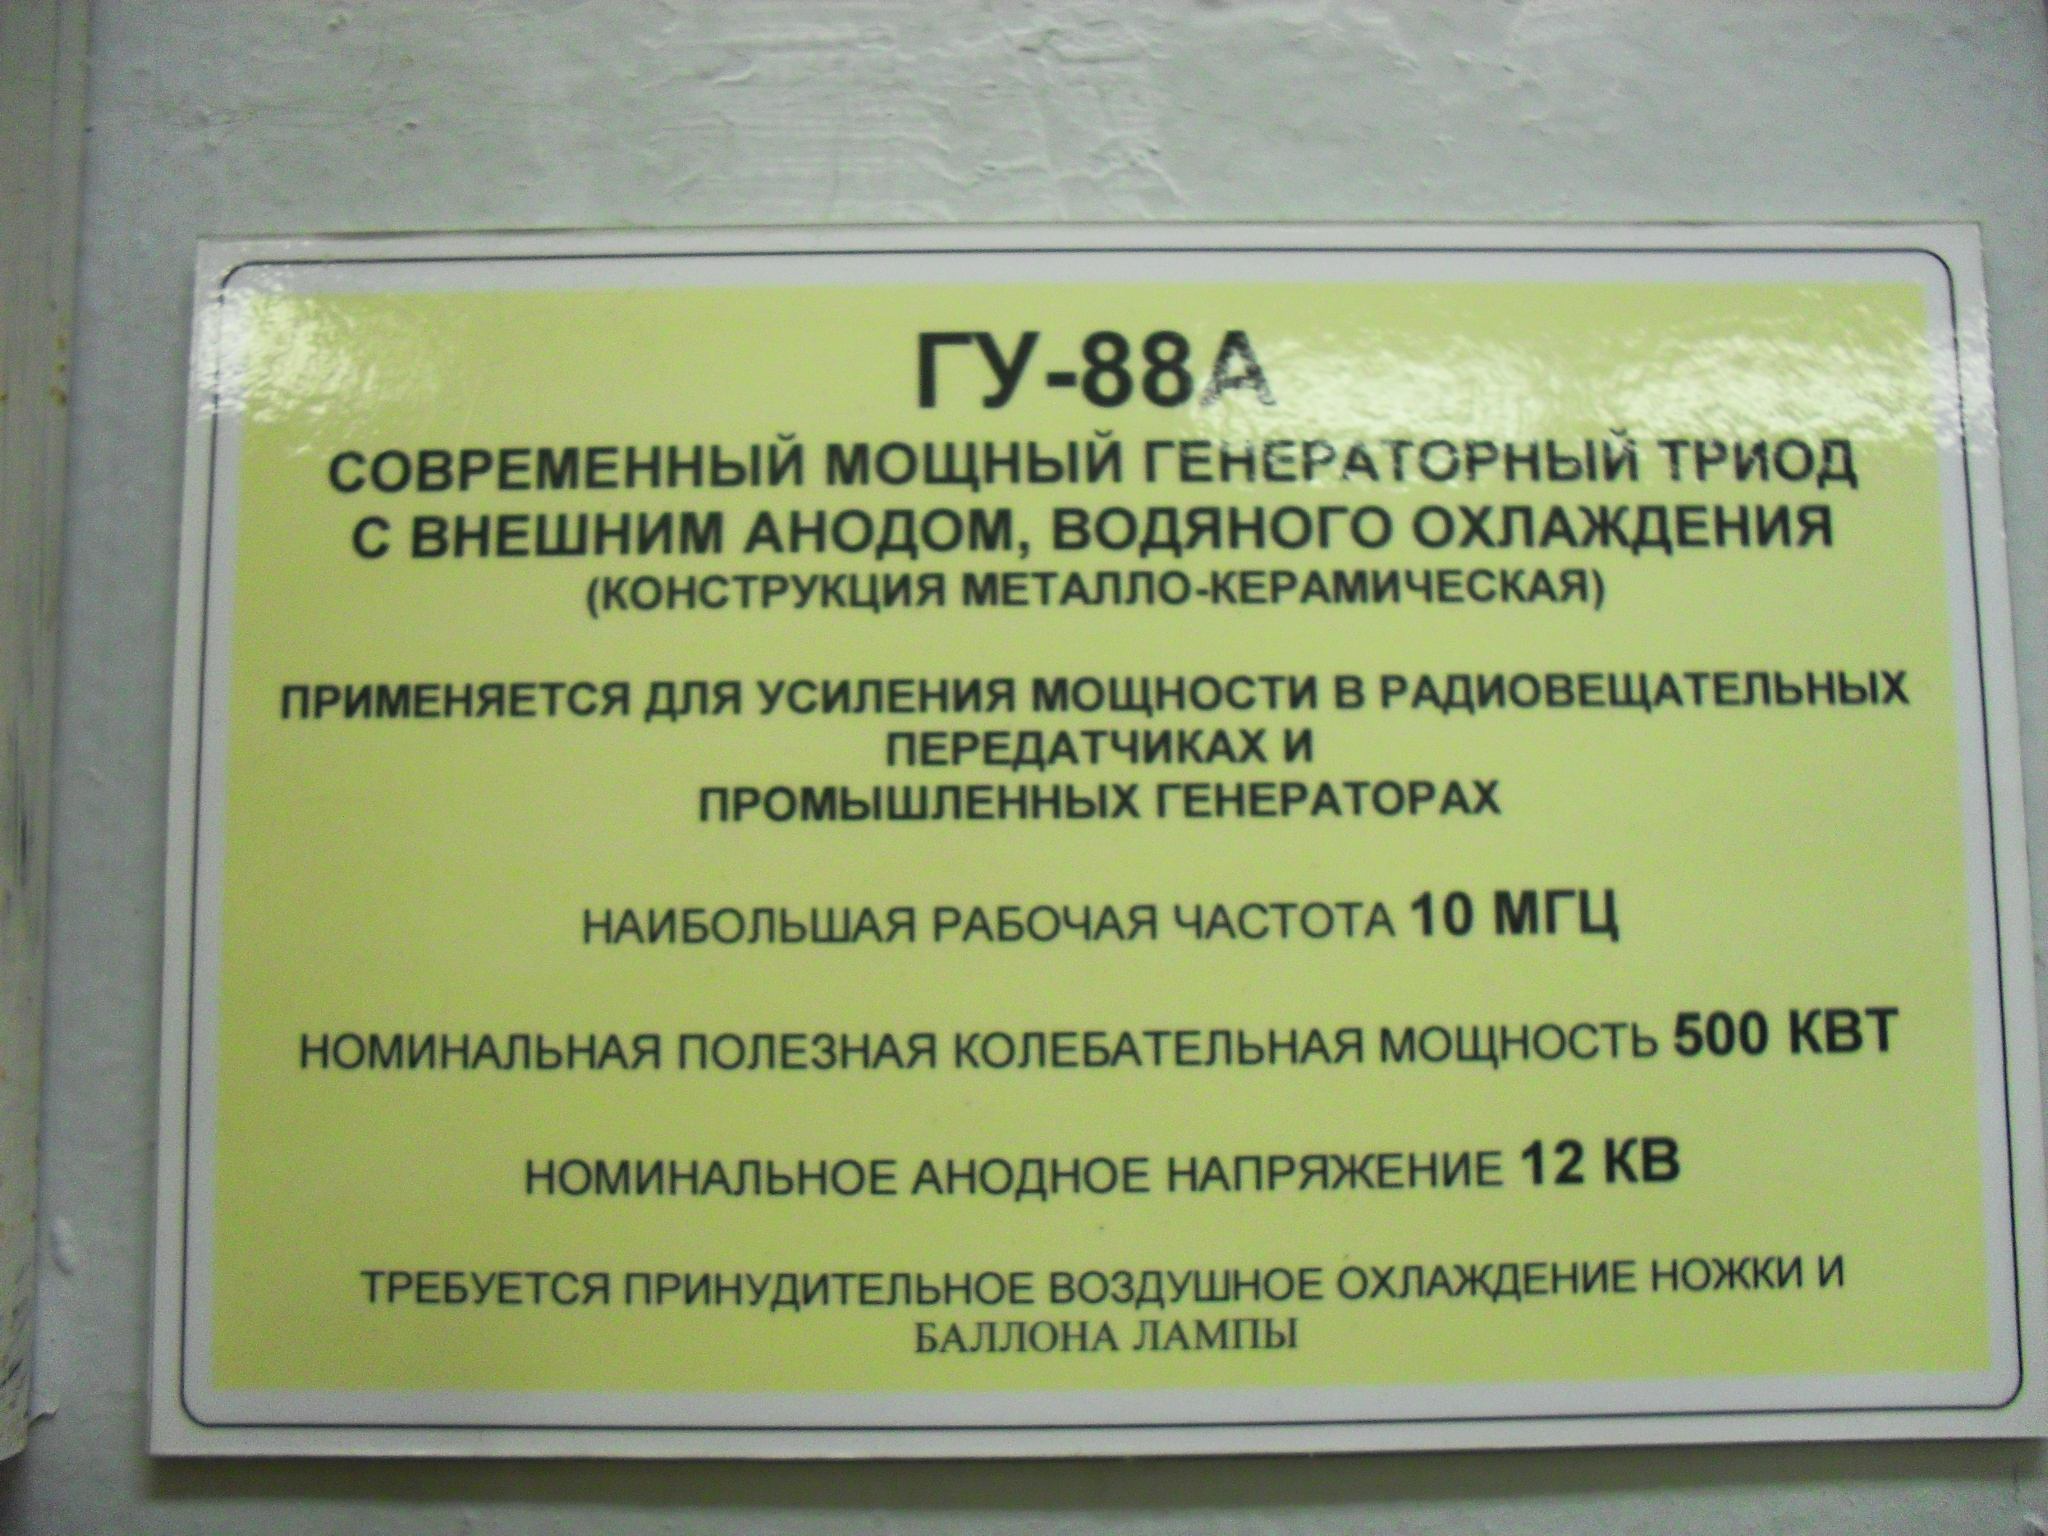 ГУ-88А
СОВРЕМЕННЫЙ МОЩНЫЙ ГЕНЕРАТОРНЫЙ ТРИОД
С ВНЕШНИМ АНОДОМ, ВОДЯНОГО ОХЛАЖДЕНИЯ
(КОНСТРУКЦИЯ МЕТАЛЛО-КЕРАМИЧЕСКАЯ)
ПРИМЕНЯЕТСЯ ДЛЯ УСИЛЕНИЯ МОЩНОСТИ В РАДИОВЕЩАТЕЛЬНЫХ
ПЕРЕДАТЧИКАХ И
ПРОМЫШЛЕННЫХ ГЕНЕРАТОРАХ
НАИБОЛЬШАЯ РАБОЧАЯ ЧАСТОТА 10 МГЦ
НОМИНАЛЬНАЯ ПОЛЕЗНАЯ КОЛЕБАТЕЛЬНАЯ МОЩНОСТЬ 500 КВТ
НОМИНАЛЬНОЕ АНОДНОЕ НАПРЯЖЕНИЕ 12 КВ
ТРЕБУЕТСЯ ПРИНУДИТЕЛЬНОЕ ВОЗДУШНОЕ ОХЛАЖДЕНИЕ НОЖКИ И
БАЛЛОНА ЛАМПЫ